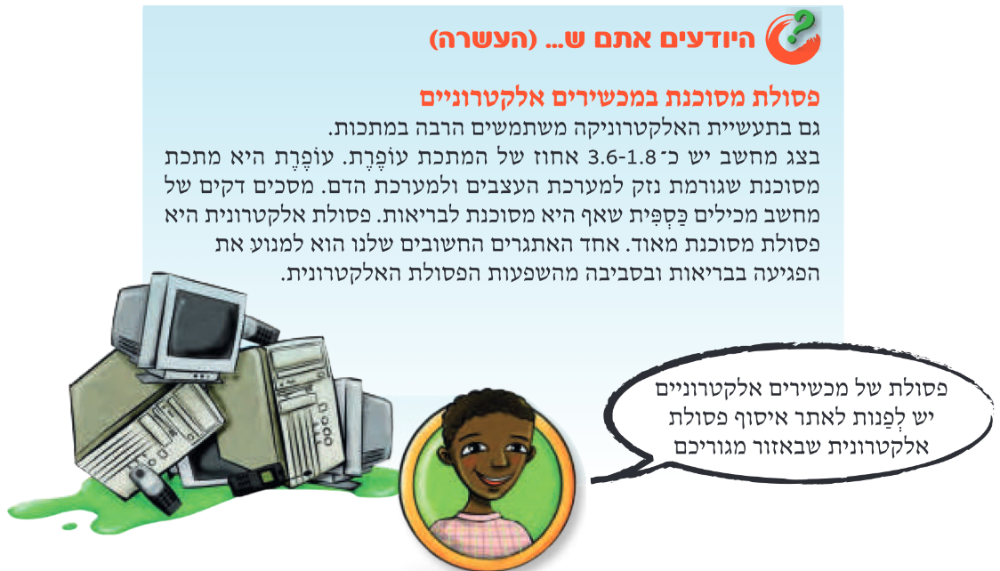 היודעים אתם ש... (העשרה)
פסולת מסוכנת במכשירים אלקטרוניים
גם בתעשיית האלקטרוניקה משתמשים הרבה במתכות.
בצג מחשב יש כ־3.6-1.8 אחוז של המתכת עוֹפֶרֶת. עוֹפֶרֶת היא מתכת
מסוכנת שגורמת נזק למערכת העצבים ולמערכת הדם. מסכים דקים של
מחשב מכילים כַּסְפִּית שאף היא מסוכנת לבריאות. פסולת אלקטרונית היא
פסולת מסוכנת מאוד. אחד האתגרים החשובים שלנו הוא למנוע את
הפגיעה בבריאות ובסביבה מהשפעות הפסולת האלקטרונית.
פסולת של מכשירים אלקטרוניים
יש לְפַנות לאתר איסוף פסולת
אלקטרונית שבאזור מגוריכם